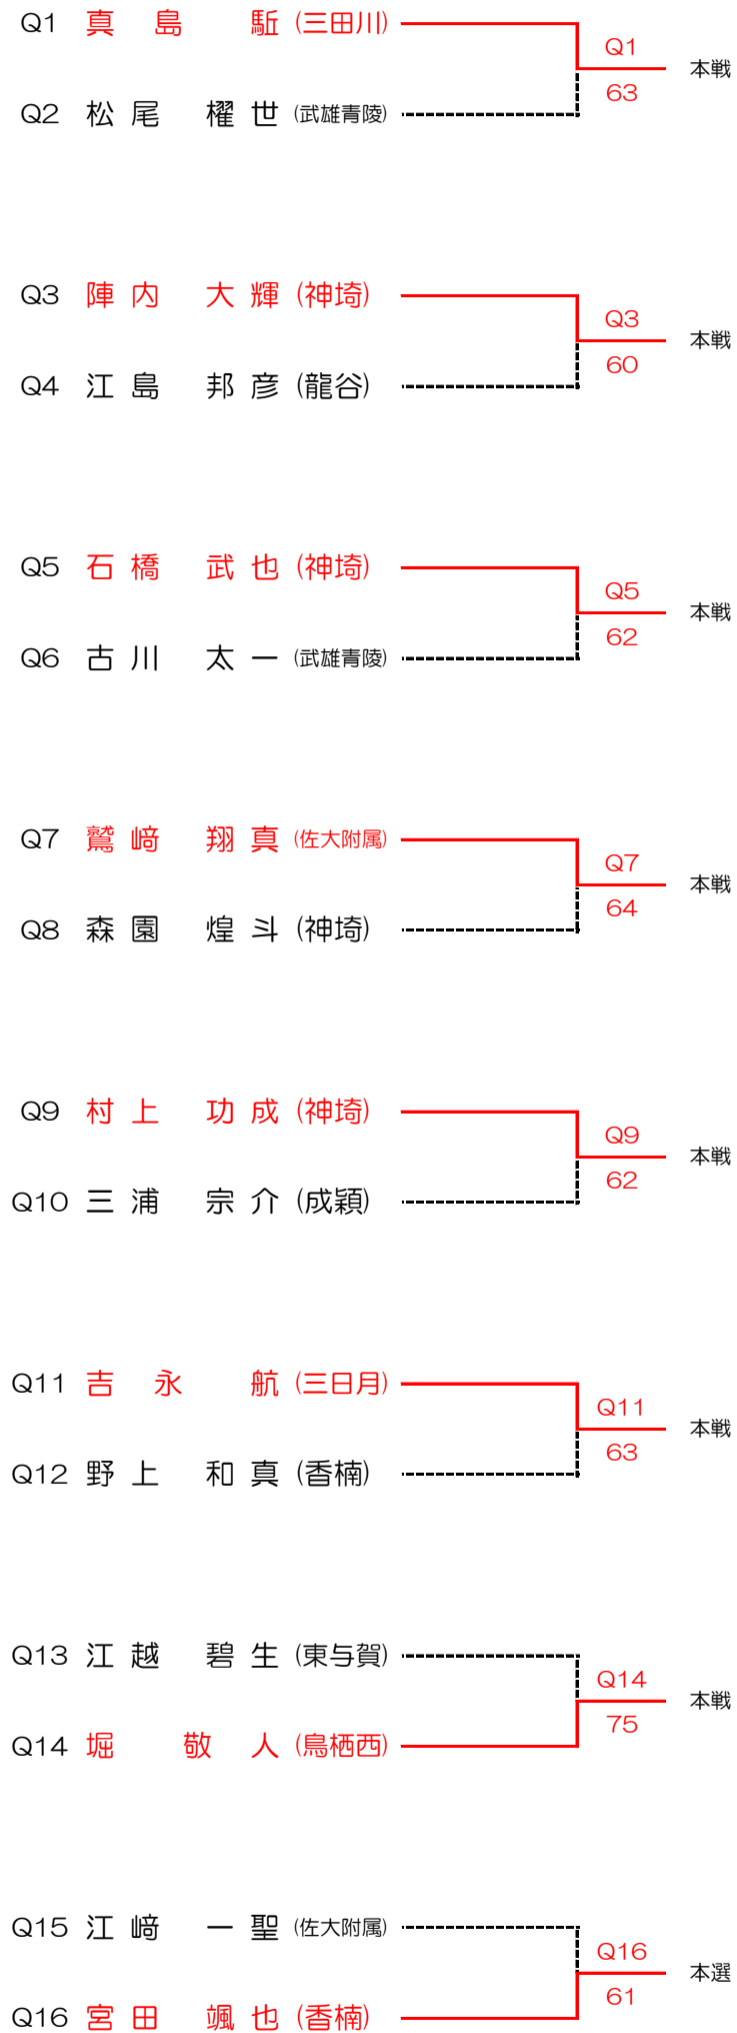 Q1 真島 駈 (三田川)
Q1
本戦
63
Q2 松尾 櫂世 (武雄青陵)
Q3 陣内 大輝 (神埼)
Q3
本戦
60
Q4 江島 邦彦 (龍谷)
Q5 石橋 武也 (神埼)
Q5
本戦
62
Q6 古川 太一 (武雄青陵)
Q7 鷲﨑 翔真 (佐大附属)
Q7
本戦
64
Q8 森園 煌斗 (神埼)
Q9 村上 功成 (神埼)
Q9
本戦
62
Q10 三浦 宗介 (成穎)
Q11 吉永 航 (三日月)
Q11
本戦
63
Q12 野上 和真 (香楠)
Q13 江越 碧生 (東与賀)
Q14
本戦
75
Q14 堀 敬人 (鳥栖西)
Q15 江﨑 一聖 (佐大附属)
Q16
本選
61
Q16 宮田 颯也 (香楠)